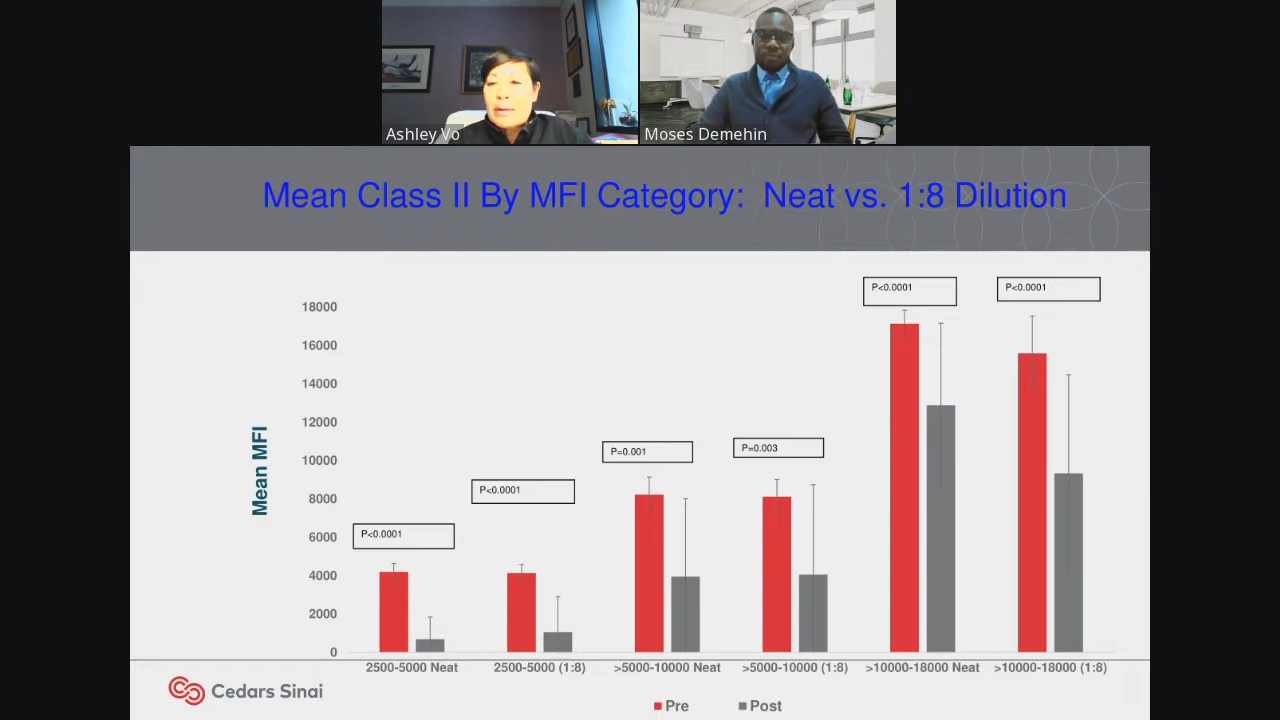 Ashley Vo
Moses Demehin
Mean Class II By MFI Category: Neat vs. 1:8 Dilution
Mean MFI
18000
16000
14000
12000
10000
8000
6000
4000
2000
0
P<0.0001
P<0.0001
P=0.001
P=0.003
P<0.0001
P<0.0001
2500-5000 Neat
2500-5000 (1:8)
>5000-10000 Neat
>5000-10000 (1:8)
>10000-18000 Neat
>10000-18000 (1:8)
Pre
Post
Cedars Sinai